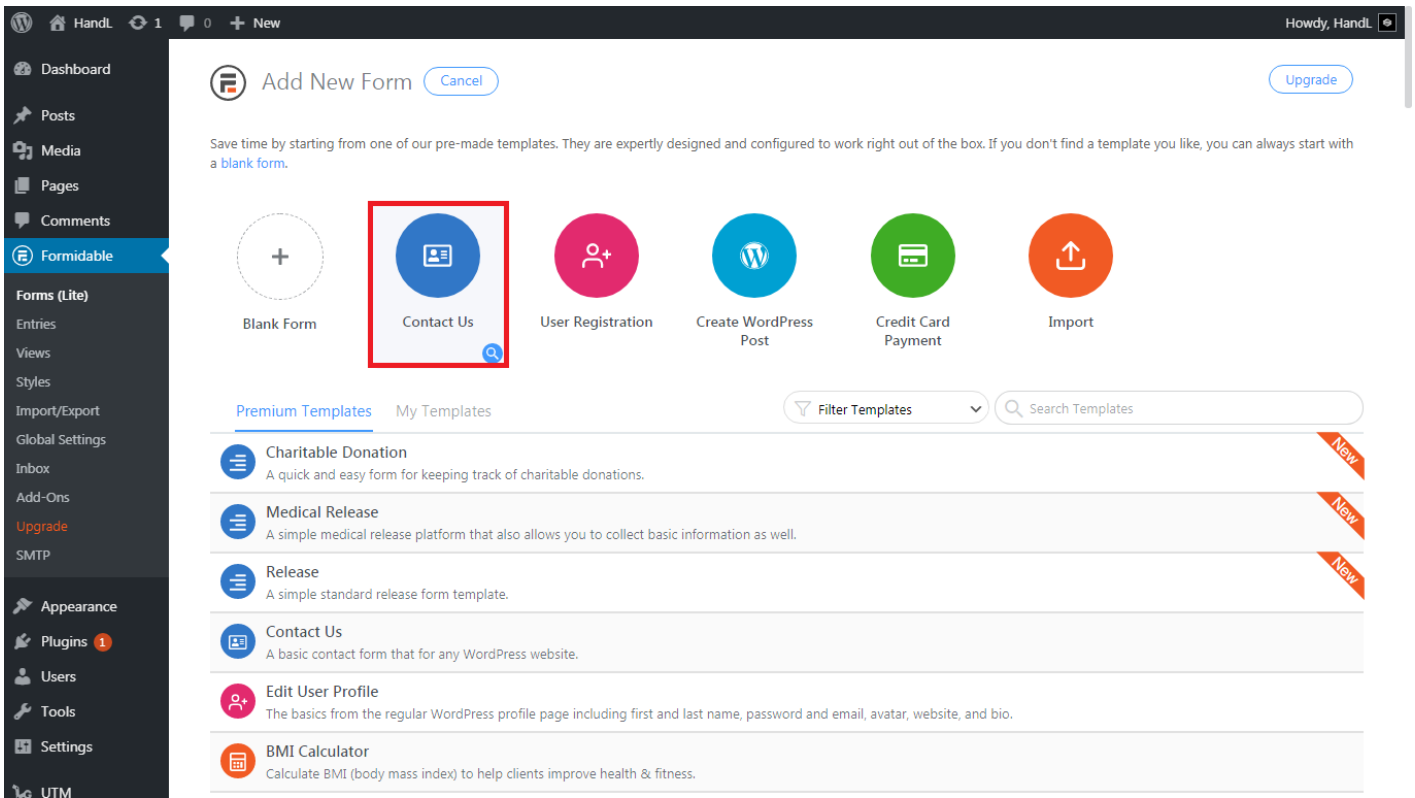 HandL 1 0 New Howdy, HandL
Dashboard
Posts
Media
Pages
Comments
Formidable
Forms (Lite)
Entries
Views
Styles
Import/Export
Global Settings
Inbox
Add-Ons
Upgrade
SMTP
Appearance
Plugins 1
Users
Tools
Settings
UTM
Add New Form Cancel Upgrade
Save time by starting from one of our pre-made templates. They are expertly designed and configured to work right out of the box. If you don't find a template you like, you can always start with
a blank form.
Blank Form
Contact Us
User Registration
Create WordPress
Post
Credit Card
Payment
Import
Premium Templates My Templates Filter Templates Search Templates
Charitable Donation
A quick and easy form for keeping track of charitable donations.
New
Medical Release
A simple medical release platform that also allows you to collect basic information as well.
New
Release
A simple standard release form template.
New
Contact Us
A basic contact form that for any WordPress website.
Edit User Profile
The basics from the regular WordPress profile page including first and last name, password and email, avatar, website, and bio.
BMI Calculator
Calculate BMI (body mass index) to help clients improve health & fitness.